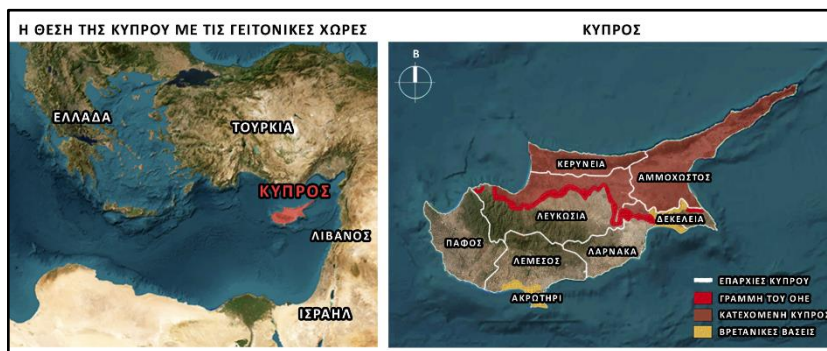 Η ΘΕΣΗ ΤΗΣ ΚΥΠΡΟΥ ΜΕ ΤΙΣ ΓΕΙΤΟΝΙΚΕΣ ΧΩΡΕΣ
ΕΛΛΑΔΑ
ΤΟΥΡΚΙΑ
ΚΥΠΡΟΣ
ΛΙΒΑΝΟΣ
ΙΣΡΑΗΛ
ΚΥΠΡΟΣ
Β
ΚΕΡΥΝΕΙΑ
ΑΜΜΟΧΩΣΤΟΣ
ΛΕΥΚΩΣΙΑ
ΔΕΚΕΛΕΙΑ
ΠΑΦΟΣ
ΛΑΡΝΑΚΑ
ΛΕΜΕΣΟΣ
ΑΚΡΩΤΗΡΙ
ΕΠΑΡΧΙΕΣ ΚΥΠΡΟΥ
ΓΡΑΜΜΗ ΤΟΥ ΟΗΕ
ΚΑΤΕΧΟΜΕΝΗ ΚΥΠΡΟΣ
ΒΡΕΤΑΝΙΚΕΣ ΒΑΣΕΙΣ